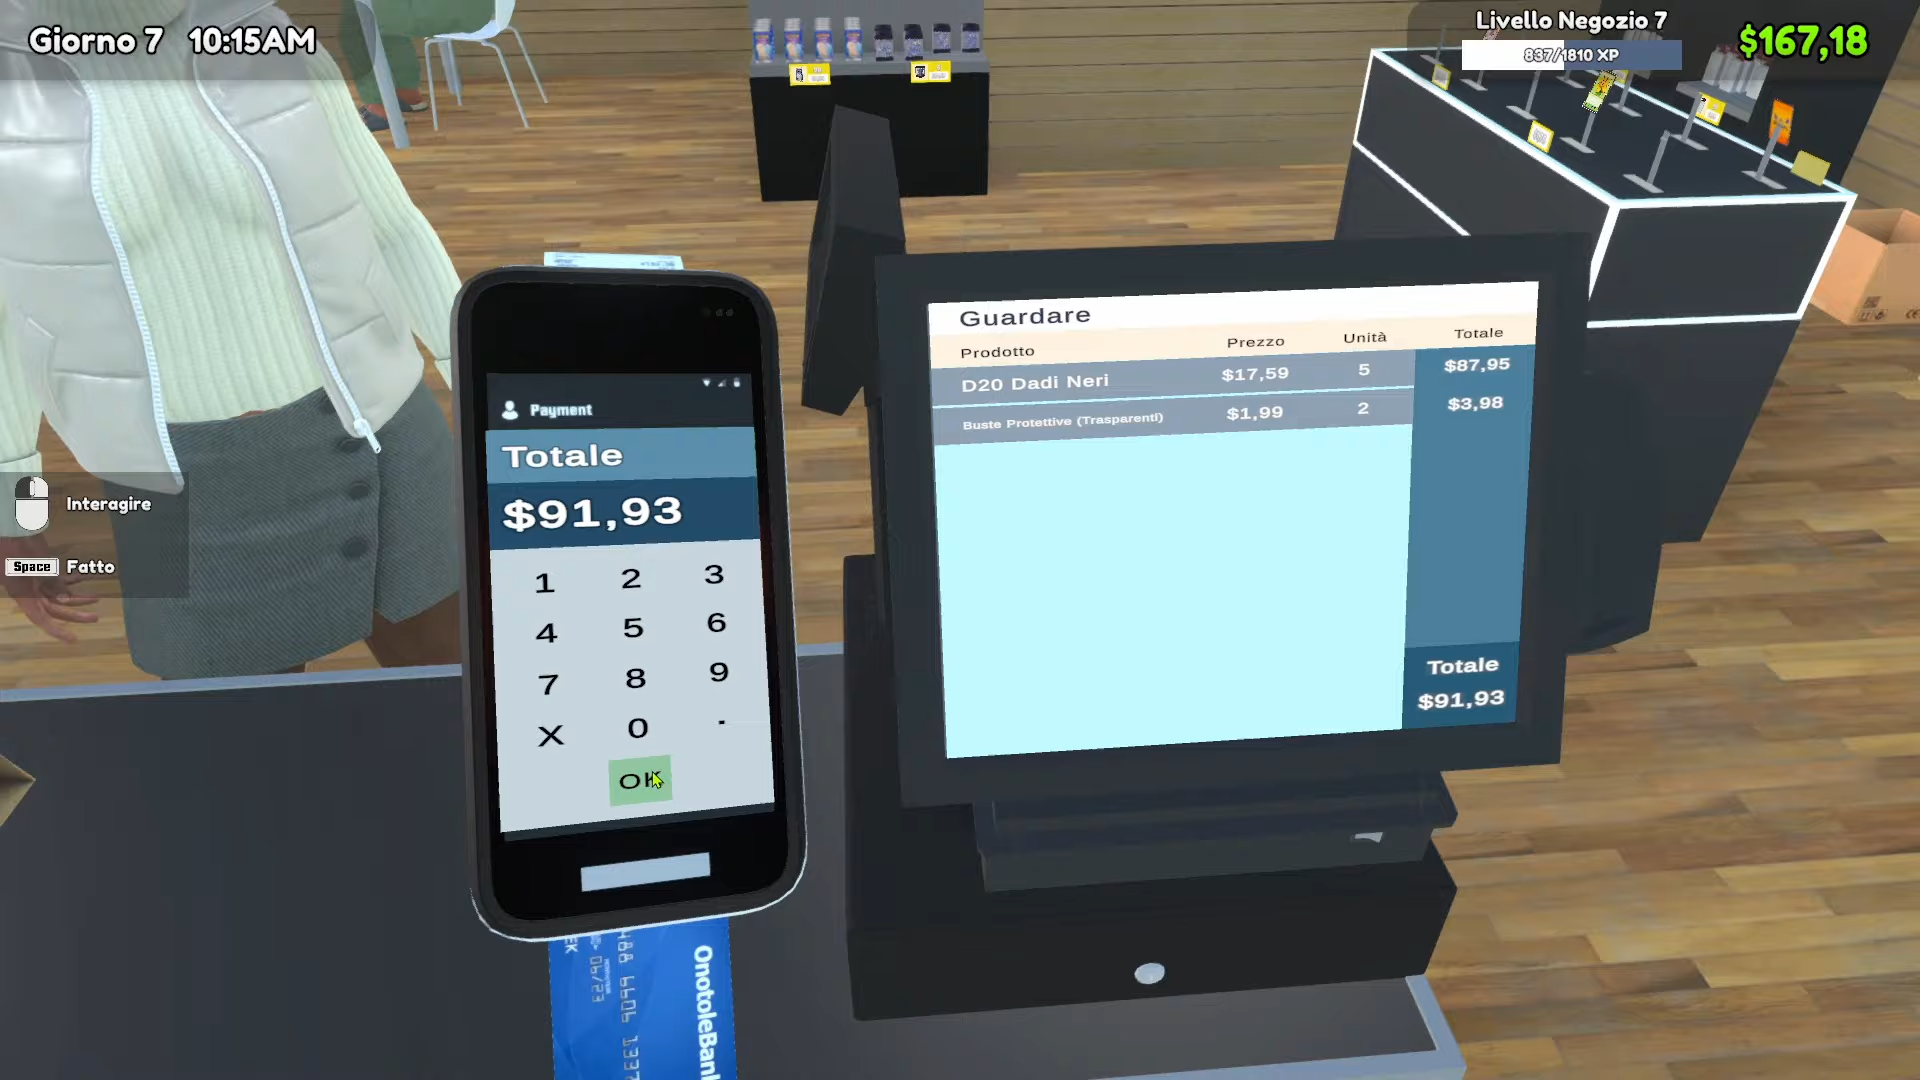 Giorno 7 10:15AM
Livello Negozio 7
837/1810 XP
$167,18
Interagire
Space Fatto
Payment
Totale
$91,93
1 2 3
4 5 6
7 8 9
X 0 .
OK
Guardare
Prodotto Prezzo Unità Totale
D20 Dadi Neri $17,59 5 $87,95
Buste Protettive (Trasparenti) $1,99 2 $3,98
Totale
$91,93
OnotoleBank
06/23